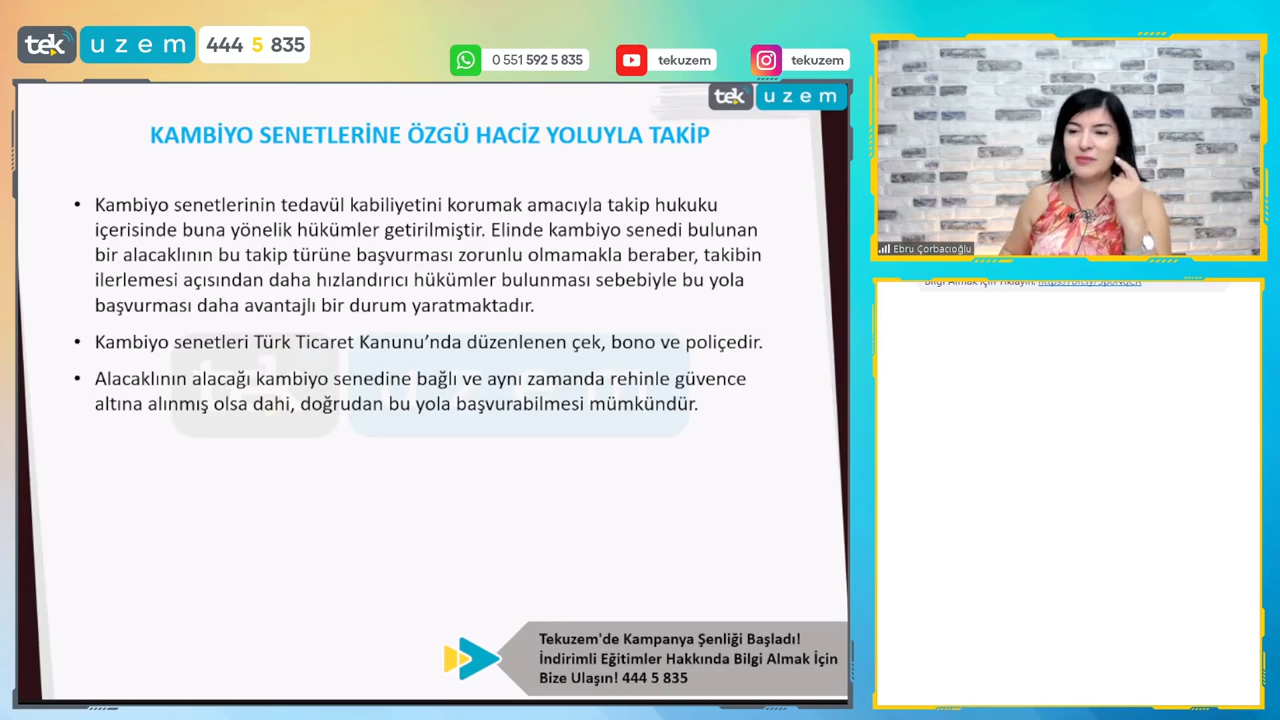 tek uzem 444 5 835
0 551 592 5 835
tekuzem
tekuzem
tek uzem
KAMBİYO SENETLERİNE ÖZGÜ HACİZ YOLUYLA TAKİP
• Kambiyo senetlerinin tedavül kabiliyetini korumak amacıyla takip hukuku
içerisinde buna yönelik hükümler getirilmiştir. Elinde kambiyo senedi bulunan
bir alacaklının bu takip türüne başvurması zorunlu olmamakla beraber, takibin
ilerlemesi açısından daha hızlandırıcı hükümler bulunması sebebiyle bu yola
başvurması daha avantajlı bir durum yaratmaktadır.
• Kambiyo senetleri Türk Ticaret Kanunu’nda düzenlenen çek, bono ve poliçedir.
• Alacaklının alacağı kambiyo senedine bağlı ve aynı zamanda rehinle güvence
altına alınmış olsa dahi, doğrudan bu yola başvurabilmesi mümkündür.
Tekuzem'de Kampanya Şenliği Başladı!
İndirimli Eğitimler Hakkında Bilgi Almak İçin
Bize Ulaşın! 444 5 835
Ebru Çorbacıoğlu
Bilgi Almak İçin Tıklayın: